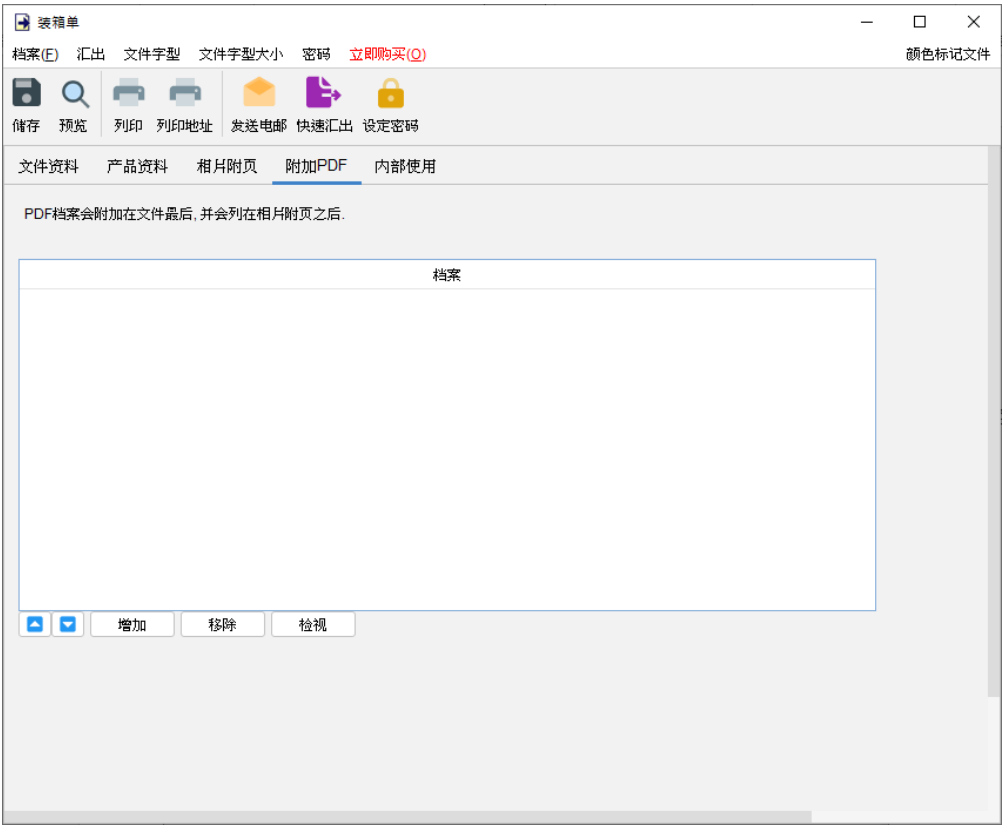 装箱单
档案(F) 汇出 文件字型 文件字型大小 密码 立即购买(O) 颜色标记文件
储存 预览 列印 列印地址 发送电邮 快速汇出 设定密码
文件资料 产品资料 相片附页 附加PDF 内部使用
PDF档案会附加在文件最后, 并会列在相片附页之后.
档案
增加 移除 检视